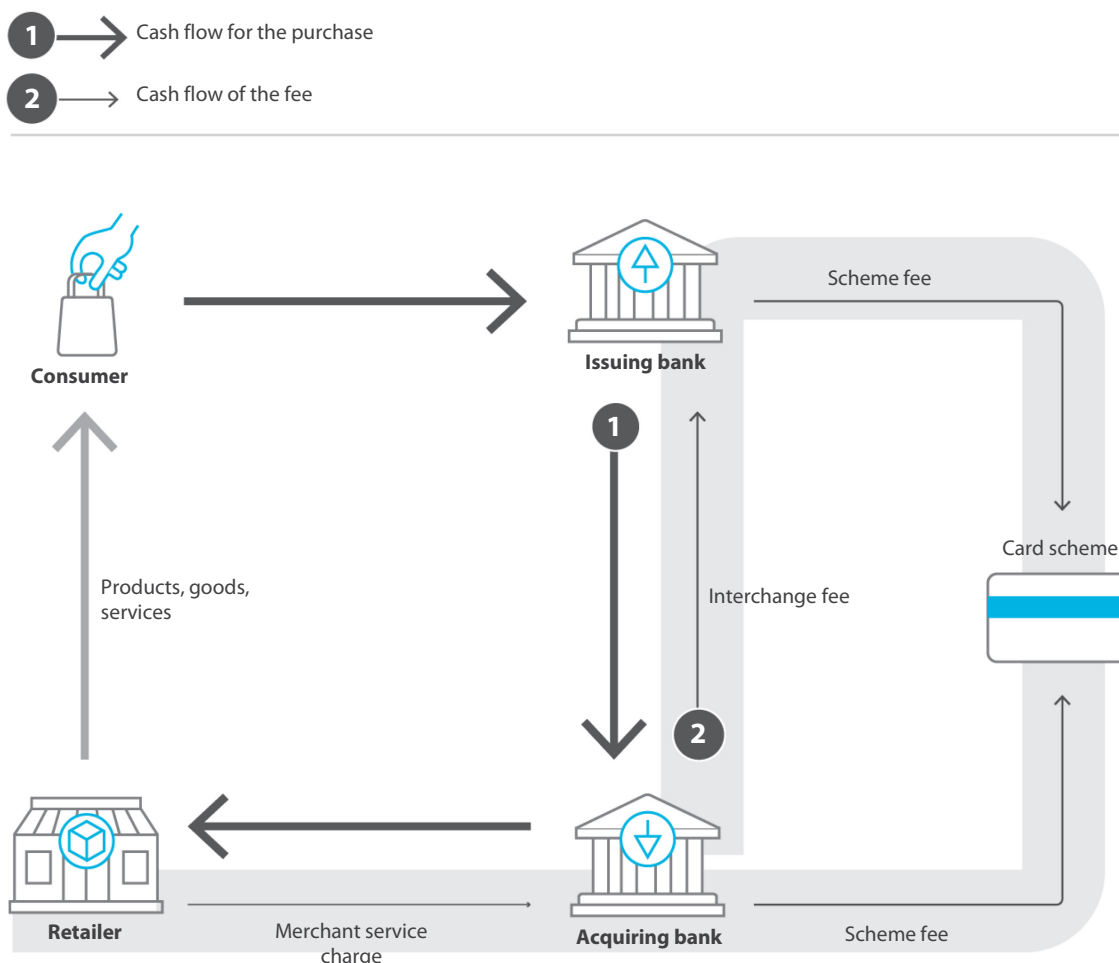 1 Cash flow for the purchase
2 Cash flow of the fee
Scheme fee
Consumer
Issuing bank
1
Card scheme
Products, goods,
services
Interchange fee
2
Retailer
Merchant service
charge
Acquiring bank
Scheme fee